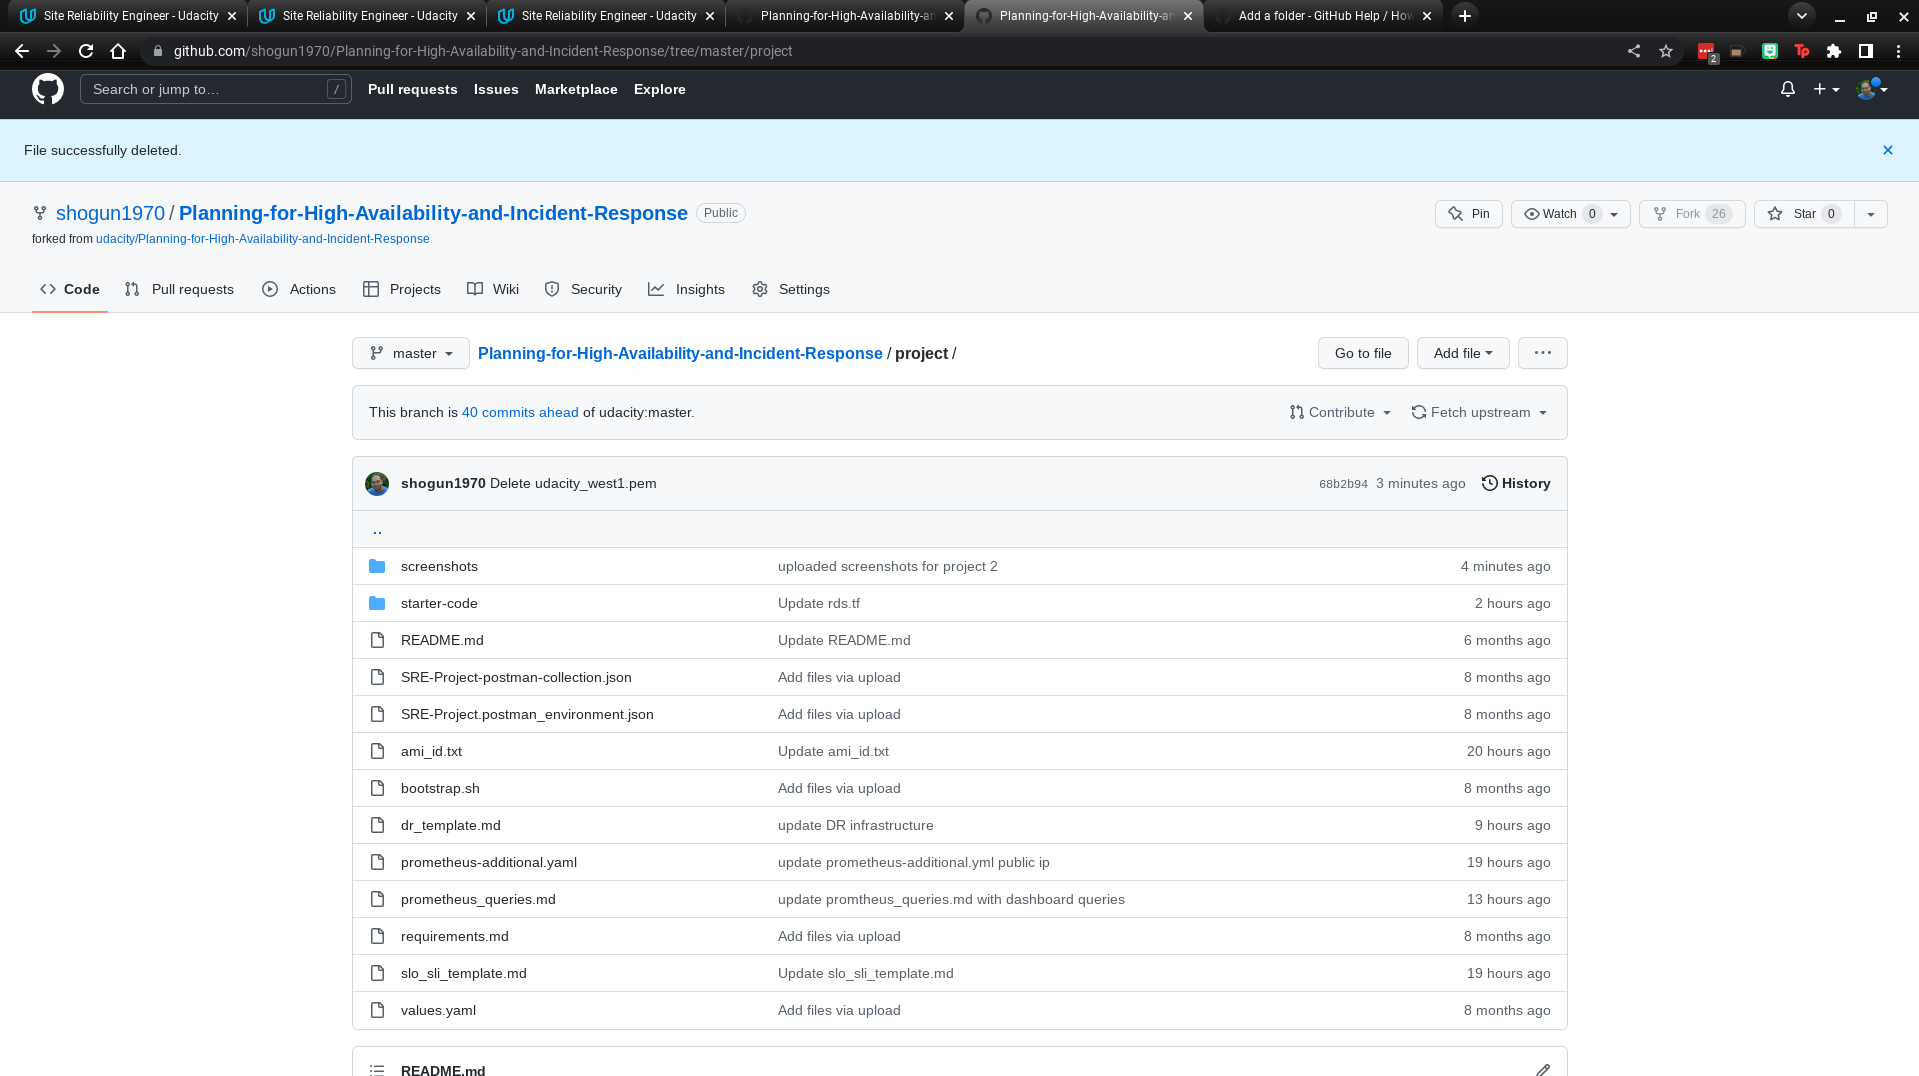 Site Reliability Engineer - Udacity
Site Reliability Engineer - Udacity
Site Reliability Engineer - Udacity
Planning-for-High-Availability-an
Planning-for-High-Availability-an
Add a folder - GitHub Help / How
github.com/shogun1970/Planning-for-High-Availability-and-Incident-Response/tree/master/project
2
Tp
Search or jump to… /
Pull requests Issues Marketplace Explore
File successfully deleted.
shogun1970 / Planning-for-High-Availability-and-Incident-Response Public
Pin Watch 0 Fork 26 Star 0
forked from udacity/Planning-for-High-Availability-and-Incident-Response
Code Pull requests Actions Projects Wiki Security Insights Settings
master Planning-for-High-Availability-and-Incident-Response / project / Go to file Add file ...
This branch is 40 commits ahead of udacity:master. Contribute Fetch upstream
shogun1970 Delete udacity_west1.pem 68b2b94 3 minutes ago History
..
screenshots uploaded screenshots for project 2 4 minutes ago
starter-code Update rds.tf 2 hours ago
README.md Update README.md 6 months ago
SRE-Project-postman-collection.json Add files via upload 8 months ago
SRE-Project.postman_environment.json Add files via upload 8 months ago
ami_id.txt Update ami_id.txt 20 hours ago
bootstrap.sh Add files via upload 8 months ago
dr_template.md update DR infrastructure 9 hours ago
prometheus-additional.yaml update prometheus-additional.yml public ip 19 hours ago
prometheus_queries.md update promtheus_queries.md with dashboard queries 13 hours ago
requirements.md Add files via upload 8 months ago
slo_sli_template.md Update slo_sli_template.md 19 hours ago
values.yaml Add files via upload 8 months ago
README.md